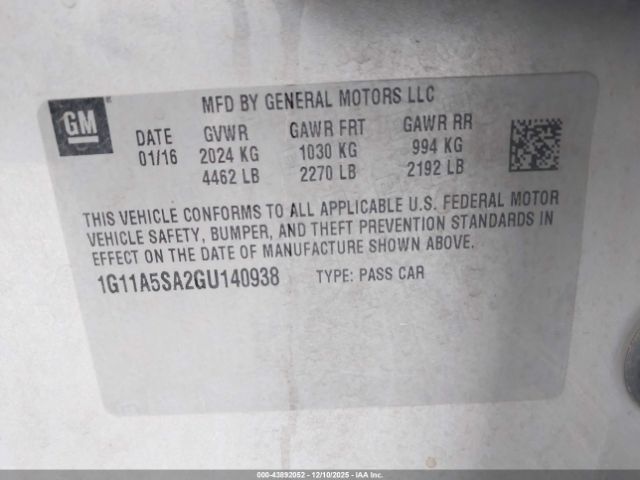 GM
MFD BY GENERAL MOTORS LLC
DATE GVWR GAWR FRT GAWR RR
01/16 2024 KG 1030 KG 994 KG
4462 LB 2270 LB 2192 LB
THIS VEHICLE CONFORMS TO ALL APPLICABLE U.S. FEDERAL MOTOR
VEHICLE SAFETY, BUMPER, AND THEFT PREVENTION STANDARDS IN
EFFECT ON THE DATE OF MANUFACTURE SHOWN ABOVE.
1G11A5SA2GU140938 TYPE: PASS CAR
000-43892052 - 12/10/2025 - IAAI, Inc.